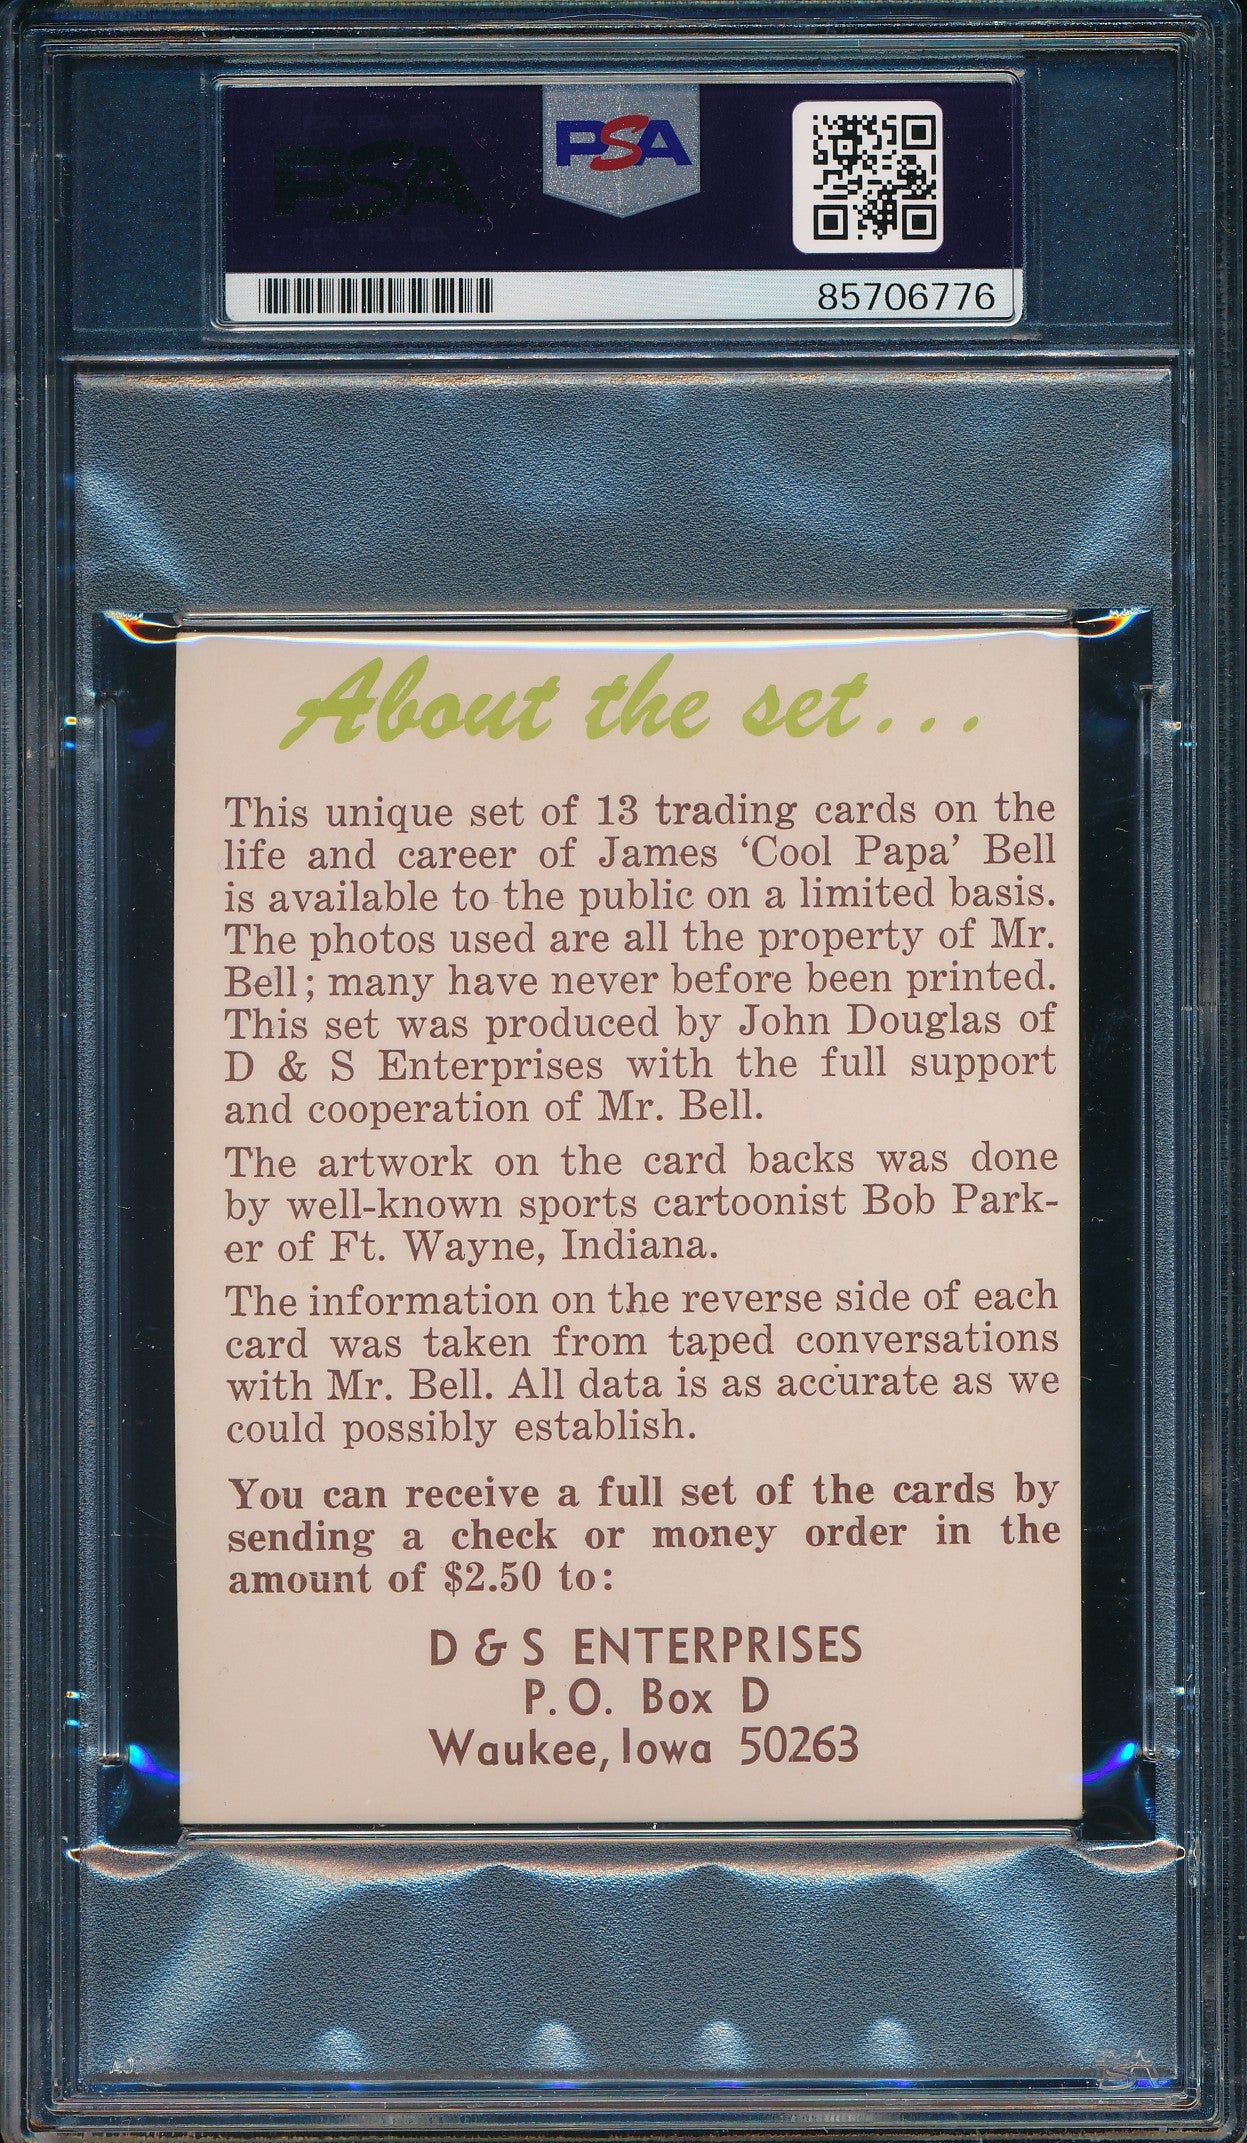 PSA
PSA
85706776
About the set...
This unique set of 13 trading cards on the
life and career of James 'Cool Papa' Bell
is available to the public on a limited basis.
The photos used are all the property of Mr.
Bell; many have never before been printed.
This set was produced by John Douglas of
D & S Enterprises with the full support
and cooperation of Mr. Bell.
The artwork on the card backs was done
by well-known sports cartoonist Bob Park-
er of Ft. Wayne, Indiana.
The information on the reverse side of each
card was taken from taped conversations
with Mr. Bell. All data is as accurate as we
could possibly establish.
You can receive a full set of the cards by
sending a check or money order in the
amount of $2.50 to:
D & S ENTERPRISES
P.O. Box D
Waukee, Iowa 50263
PSA